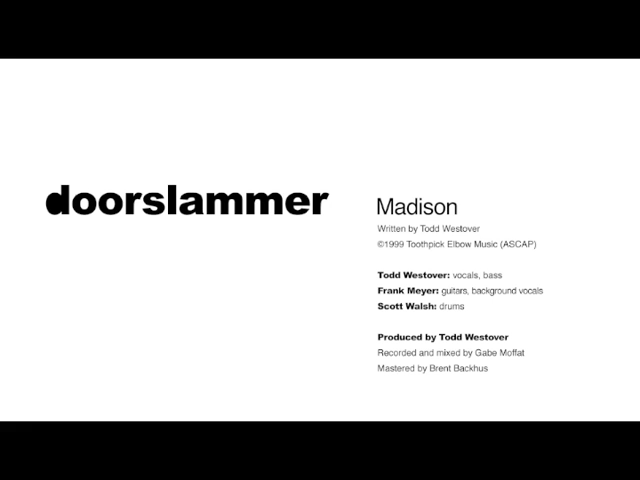 doorslammer
Madison
Written by Todd Westover
©1999 Toothpick Elbow Music (ASCAP)
Todd Westover: vocals, bass
Frank Meyer: guitars, background vocals
Scott Walsh: drums
Produced by Todd Westover
Recorded and mixed by Gabe Moffat
Mastered by Brent Backhus